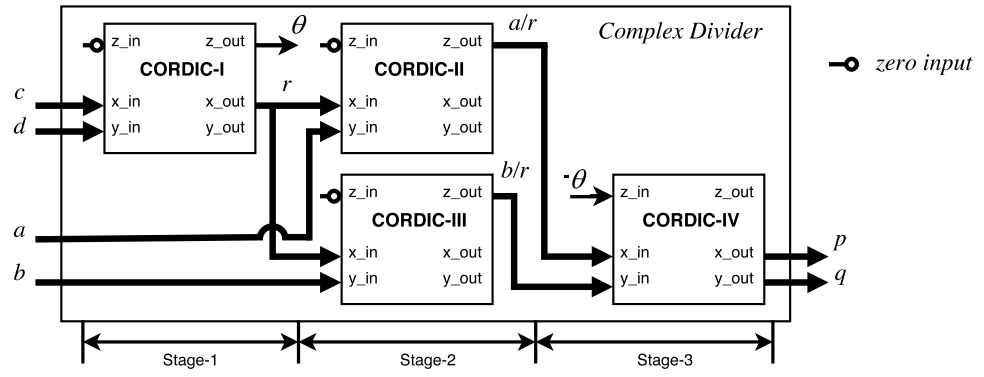 Complex Divider
zero input
z_in z_out
CORDIC-I
x_in x_out
y_in y_out
θ
c
d
r
z_in z_out
CORDIC-II
x_in x_out
y_in y_out
a/r
a
b
z_in z_out
CORDIC-III
x_in x_out
y_in y_out
b/r
-θ
z_in z_out
CORDIC-IV
x_in x_out
y_in y_out
p
q
Stage-1
Stage-2
Stage-3